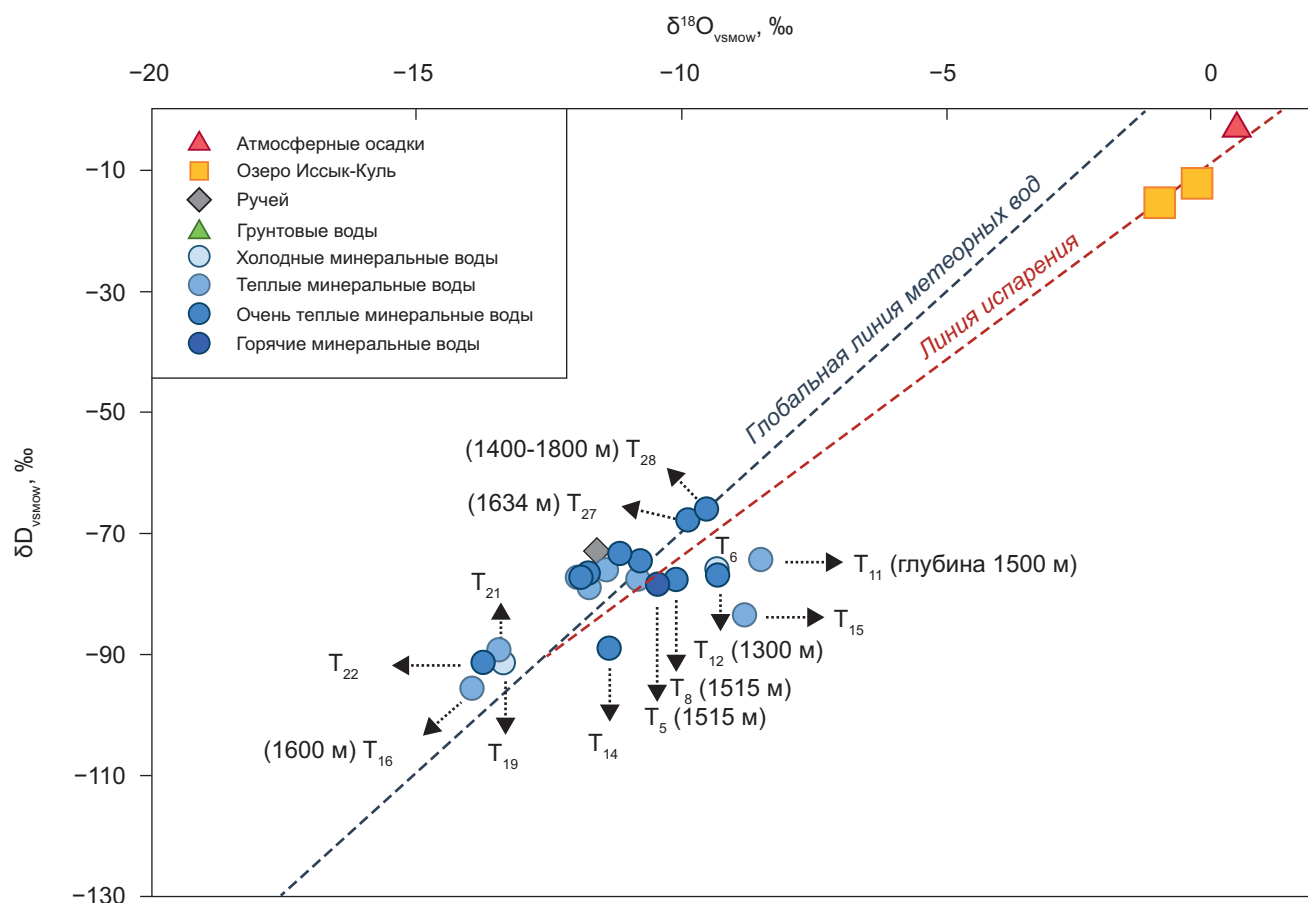 δ¹⁸O_VSMOW, ‰
−20 −15 −10 −5 0
Атмосферные осадки
Озеро Иссык-Куль
Ручей
Грунтовые воды
Холодные минеральные воды
Теплые минеральные воды
Очень теплые минеральные воды
Горячие минеральные воды
−10
−30
−50
−70
−90
−110
−130
δD_VSMOW, ‰
Глобальная линия метеорных вод
Линия испарения
(1400-1800 м) T₂₈
(1634 м) T₂₇
T₆
T₁₁ (глубина 1500 м)
T₂₁
T₁₅
T₁₂ (1300 м)
T₂₂
T₈ (1515 м)
T₅ (1515 м)
(1600 м) T₁₆
T₁₉
T₁₄